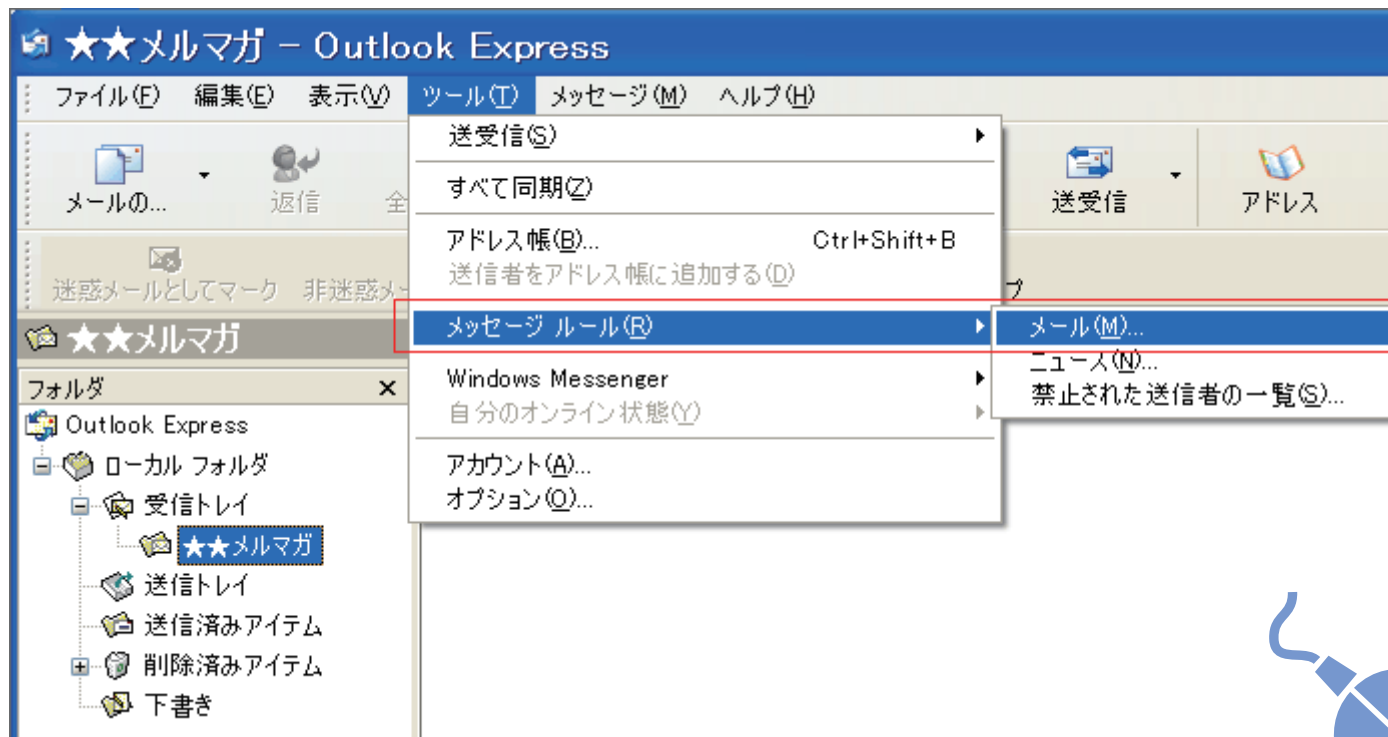 ★★メルマガ - Outlook Express
ファイル(F) 編集(E) 表示(V) ツール(T) メッセージ(M) ヘルプ(H)
メールの... 返信 全 送受信 アドレス
迷惑メールとしてマーク 非迷惑メー プ
★★メルマガ
送受信(S)
すべて同期(Z)
アドレス帳(B)... Ctrl+Shift+B
送信者をアドレス帳に追加する(D)
メッセージ ルール(R)
Windows Messenger
自分のオンライン状態(Y)
アカウント(A)...
オプション(O)...
メール(M)...
ニュース(N)...
禁止された送信者の一覧(S)...
フォルダ
Outlook Express
ローカル フォルダ
受信トレイ
★★メルマガ
送信トレイ
送信済みアイテム
削除済みアイテム
下書き